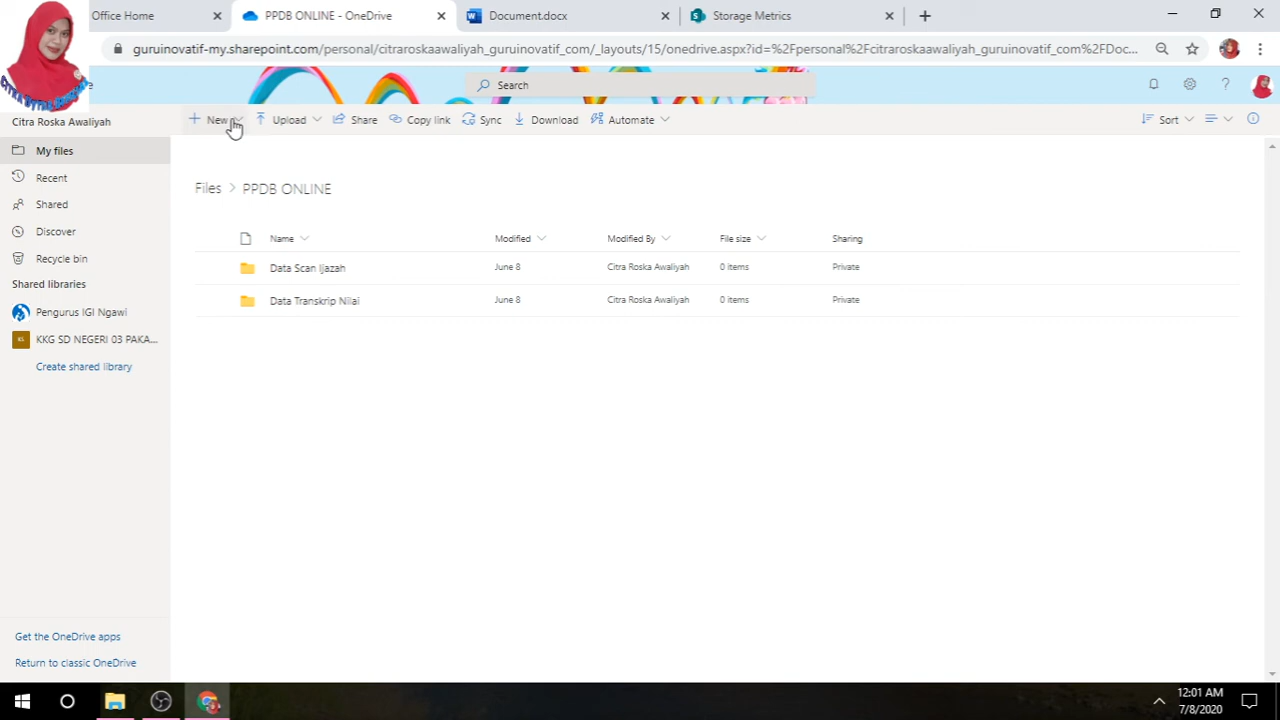 Office Home
PPDB ONLINE - OneDrive
Document.docx
Storage Metrics
guruinovatif-my.sharepoint.com/personal/citraroskaawaliyah_guruinovatif_com/_layouts/15/onedrive.aspx?id=%2Fpersonal%2Fcitraroskaawaliyah_guruinovatif_com%2FDoc...
Search
Citra Roska Awaliyah
New
Upload
Share
Copy link
Sync
Download
Automate
Sort
My files
Recent
Shared
Discover
Recycle bin
Shared libraries
Pengurus IGI Ngawi
KKG SD NEGERI 03 PAKA...
Create shared library
Files > PPDB ONLINE
Name Modified Modified By File size Sharing
Data Scan Ijazah June 8 Citra Roska Awaliyah 0 items Private
Data Transkrip Nilai June 8 Citra Roska Awaliyah 0 items Private
Get the OneDrive apps
Return to classic OneDrive
12:01 AM
7/8/2020